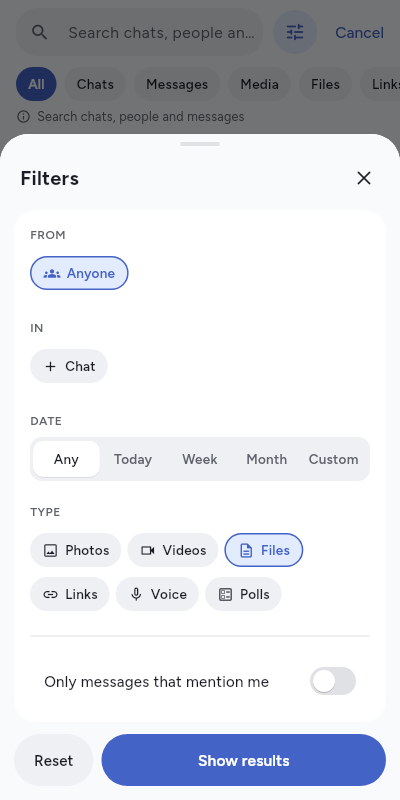 Search chats, people an... Cancel
All Chats Messages Media Files Links
Search chats, people and messages
Filters
FROM
Anyone
IN
Chat
DATE
Any Today Week Month Custom
TYPE
Photos Videos Files
Links Voice Polls
Only messages that mention me
Reset Show results